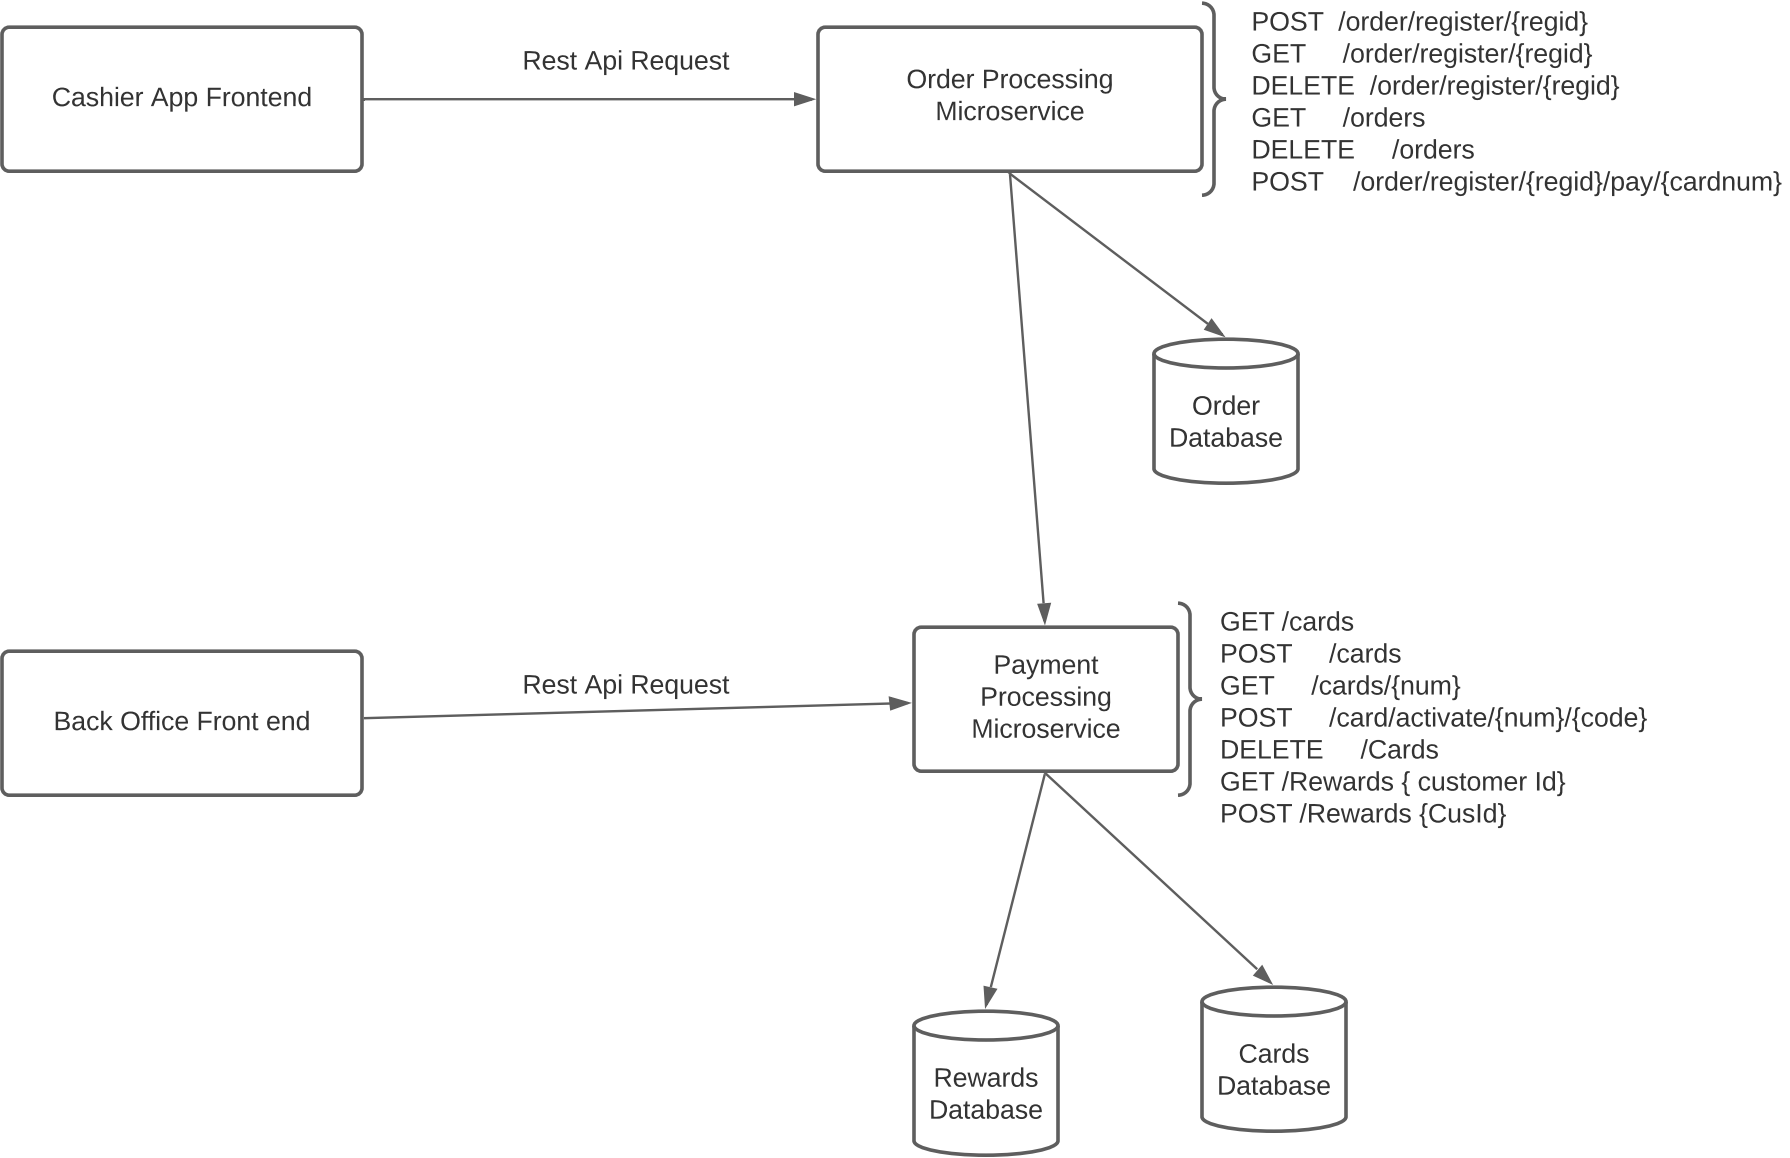 Cashier App Frontend
Rest Api Request
Order Processing
Microservice
POST /order/register/{regid}
GET /order/register/{regid}
DELETE /order/register/{regid}
GET /orders
DELETE /orders
POST /order/register/{regid}/pay/{cardnum}
Order
Database
Back Office Front end
Rest Api Request
Payment
Processing
Microservice
GET /cards
POST /cards
GET /cards/{num}
POST /card/activate/{num}/{code}
DELETE /Cards
GET /Rewards { customer Id}
POST /Rewards {CusId}
Rewards
Database
Cards
Database